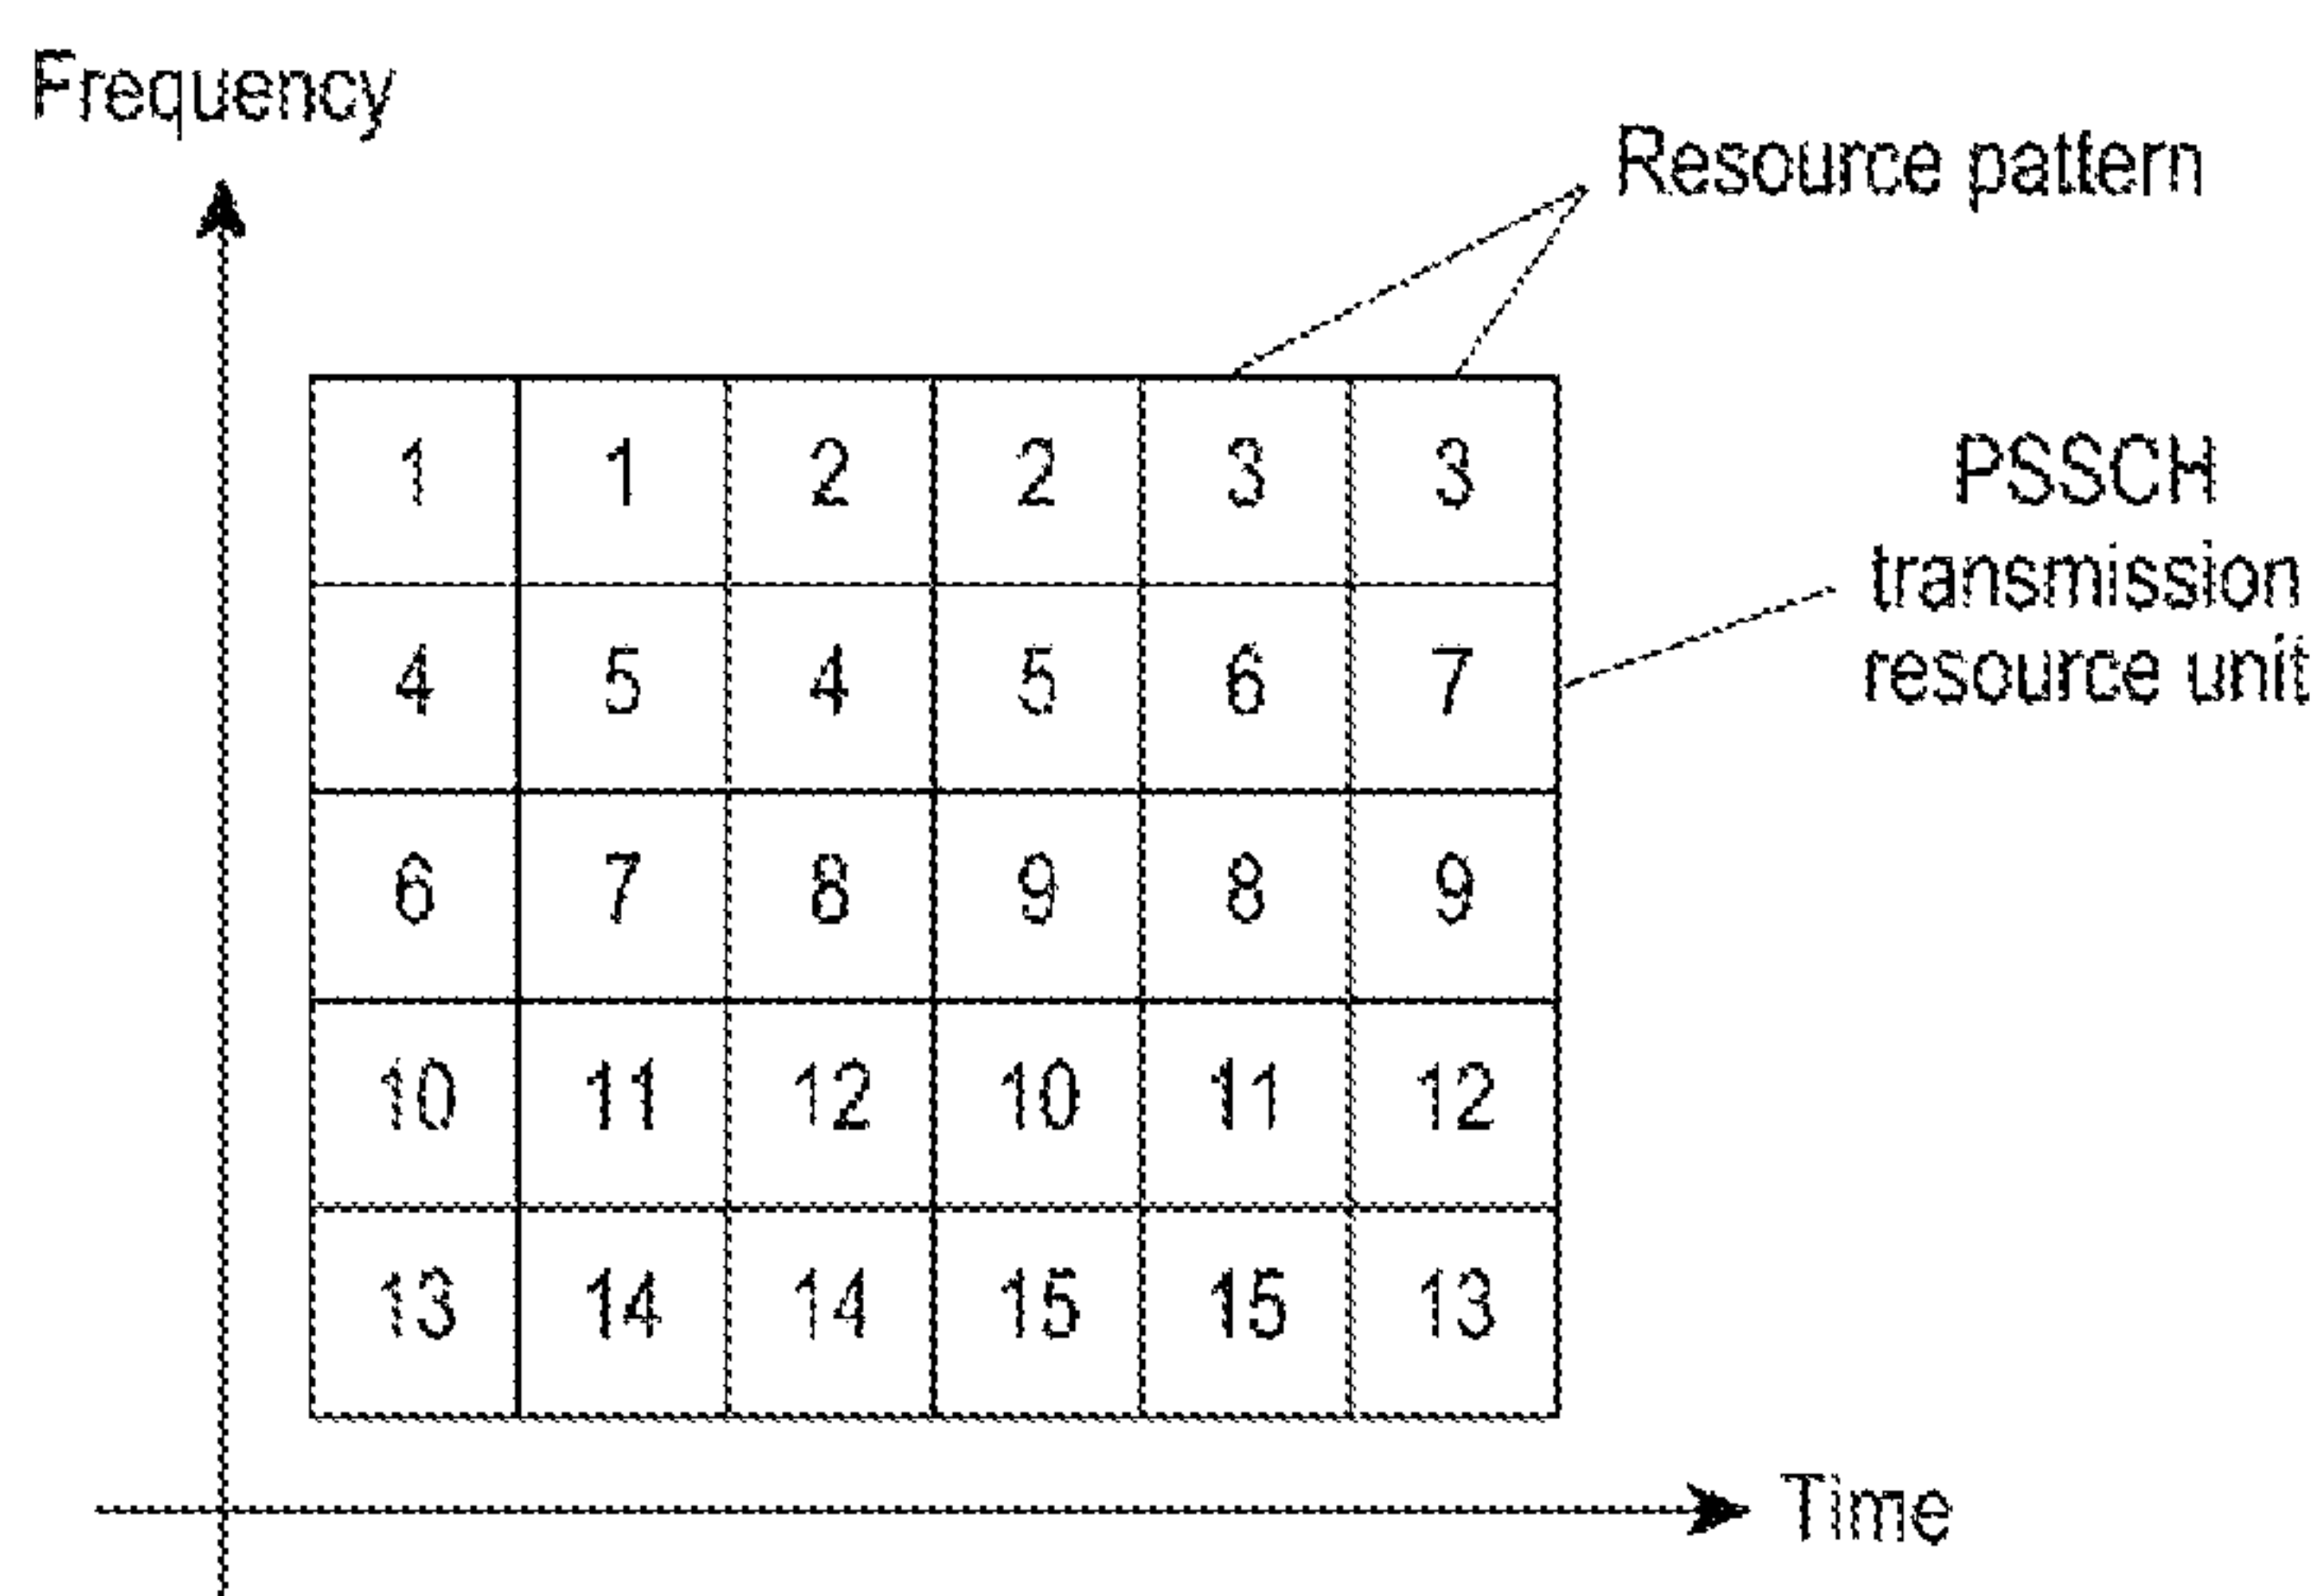 Frequency
Resource pattern
1 1 2 2 3 3
PSSCH
transmission
resource unit
4 5 4 5 6 7
6 7 8 9 8 9
10 11 12 10 11 12
13 14 14 15 15 13
Time